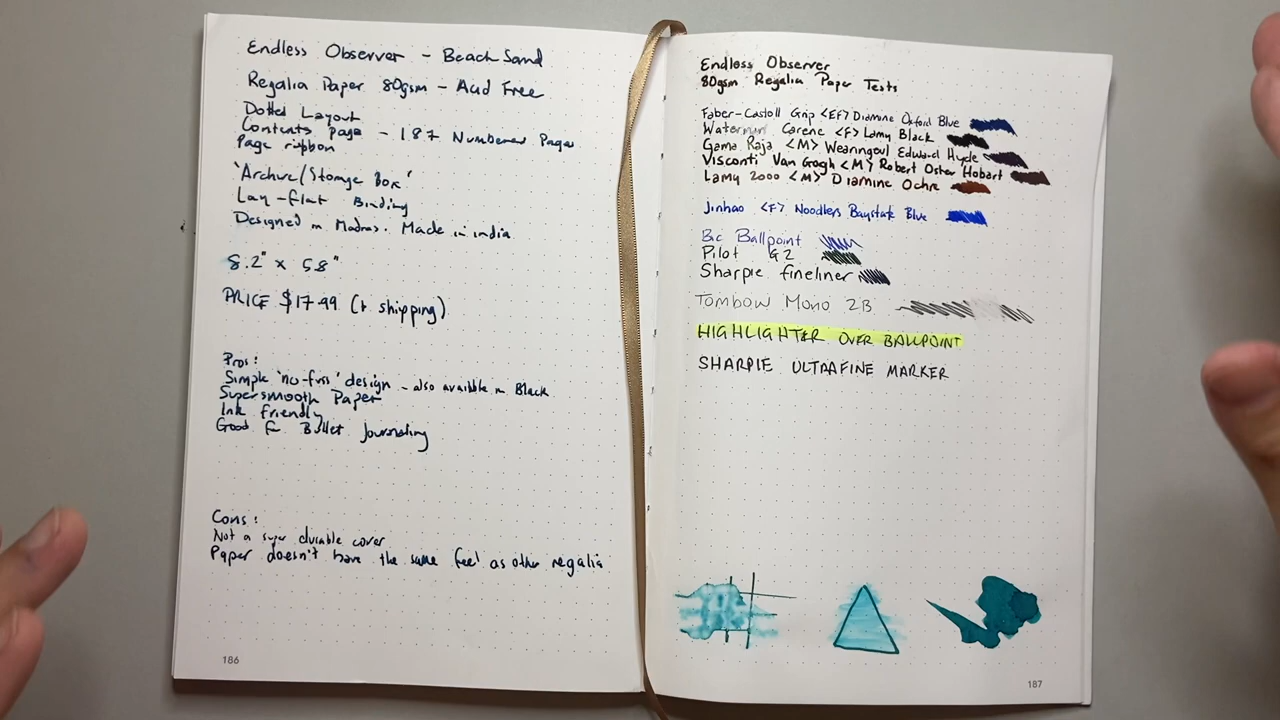 Endless Observer - Beach Sand
Regalia Paper 80gsm - Acid Free
Dotted Layout
Contents page - 187 Numbered Pages
Page ribbon
'Archive/Storage Box'
Lay-flat Binding
Designed in Madras. Made in india
8.2" x 5.8"
PRICE $17.99 (+ shipping)
Pros:
Simple 'no-fuss' design - also available in Black
Supersmooth Paper
Ink friendly
Good for Bullet Journaling
Cons:
Not a super durable cover
Paper doesn't have the same 'feel' as other regalia
186
Endless Observer
80gsm Regalia Paper Tests
Faber-Castell Grip <EF> Diamine Oxford Blue
Waterman Carene <F> Lamy Black
Gama Raja <M> Wearingeul Edward Hyde
Visconti Van Gogh <M> Robert Oster 'Hobart'
Lamy 2000 <M> Diamine Ochre
Jinhao <F> Noodlers Baystate Blue
Bic Ballpoint
Pilot G2
Sharpie fineliner
Tombow Mono 2B
HIGHLIGHTER OVER BALLPOINT
SHARPIE ULTRAFINE MARKER
187